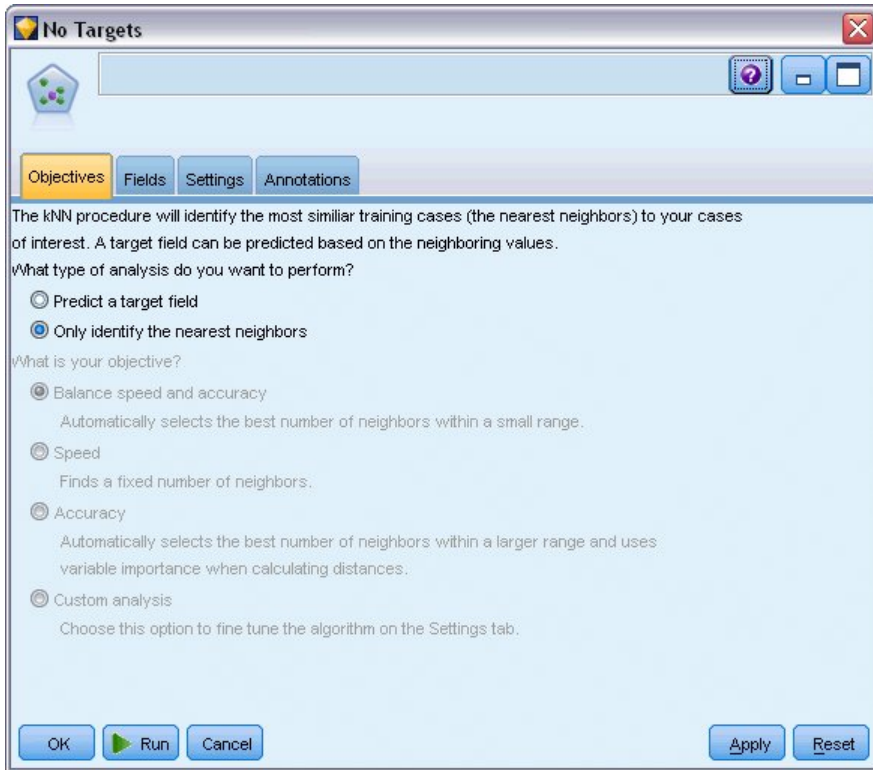 No Targets
Objectives
Fields
Settings
Annotations
The kNN procedure will identify the most similiar training cases (the nearest neighbors) to your cases
of interest. A target field can be predicted based on the neighboring values.
What type of analysis do you want to perform?
Predict a target field
Only identify the nearest neighbors
What is your objective?
Balance speed and accuracy
Automatically selects the best number of neighbors within a small range.
Speed
Finds a fixed number of neighbors.
Accuracy
Automatically selects the best number of neighbors within a larger range and uses
variable importance when calculating distances.
Custom analysis
Choose this option to fine tune the algorithm on the Settings tab.
OK
Run
Cancel
Apply
Reset